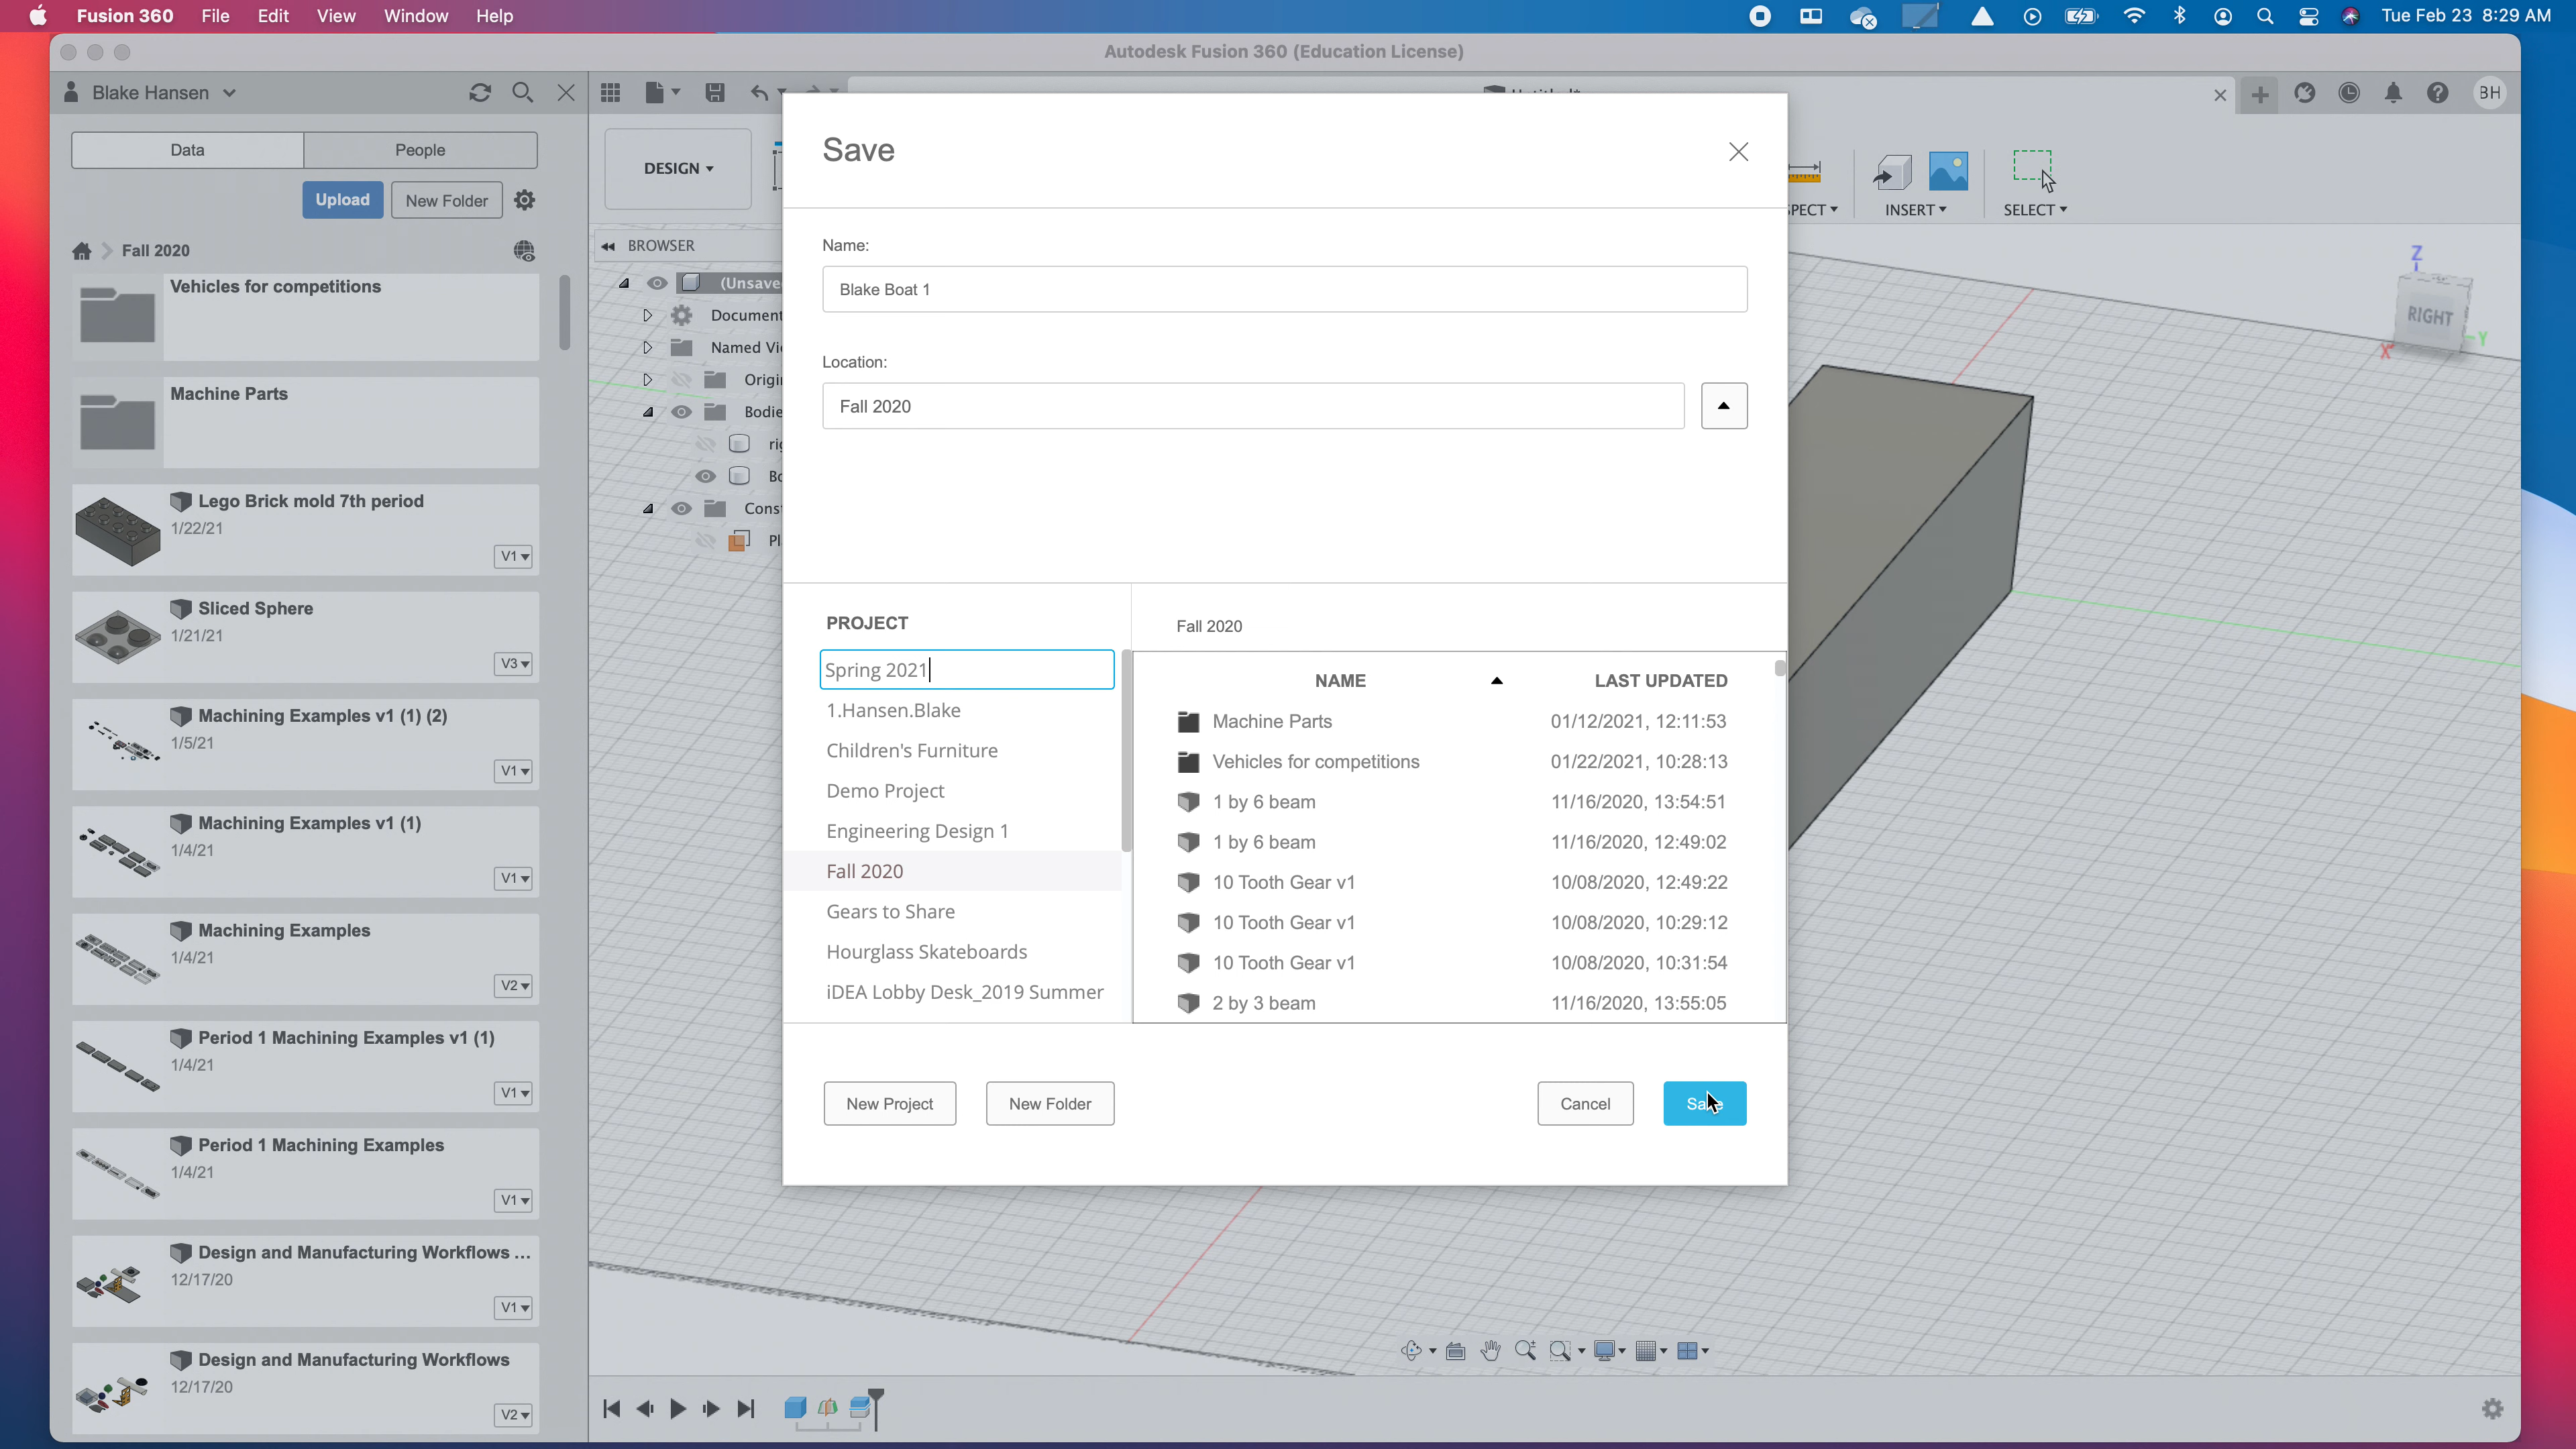 Fusion 360 File Edit View Window Help Tue Feb 23 8:29 AM
Autodesk Fusion 360 (Education License)
Blake Hansen
BH
Data People
Upload New Folder
Fall 2020
Vehicles for competitions
Machine Parts
Lego Brick mold 7th period
1/22/21
V1
Sliced Sphere
1/21/21
V3
Machining Examples v1 (1) (2)
1/5/21
V1
Machining Examples v1 (1)
1/4/21
V1
Machining Examples
1/4/21
V2
Period 1 Machining Examples v1 (1)
1/4/21
V1
Period 1 Machining Examples
1/4/21
V1
Design and Manufacturing Workflows ...
12/17/20
V1
Design and Manufacturing Workflows
12/17/20
V2
DESIGN
PECT INSERT SELECT
BROWSER
(Unsave
Document
Named Vi
Origi
Bodie
Cons
Z
RIGHT
Y
X
Save
Name:
Blake Boat 1
Location:
Fall 2020
PROJECT
Spring 2021
1.Hansen.Blake
Children's Furniture
Demo Project
Engineering Design 1
Fall 2020
Gears to Share
Hourglass Skateboards
iDEA Lobby Desk_2019 Summer
Fall 2020
NAME LAST UPDATED
Machine Parts 01/12/2021, 12:11:53
Vehicles for competitions 01/22/2021, 10:28:13
1 by 6 beam 11/16/2020, 13:54:51
1 by 6 beam 11/16/2020, 12:49:02
10 Tooth Gear v1 10/08/2020, 12:49:22
10 Tooth Gear v1 10/08/2020, 10:29:12
10 Tooth Gear v1 10/08/2020, 10:31:54
2 by 3 beam 11/16/2020, 13:55:05
New Project New Folder Cancel Save